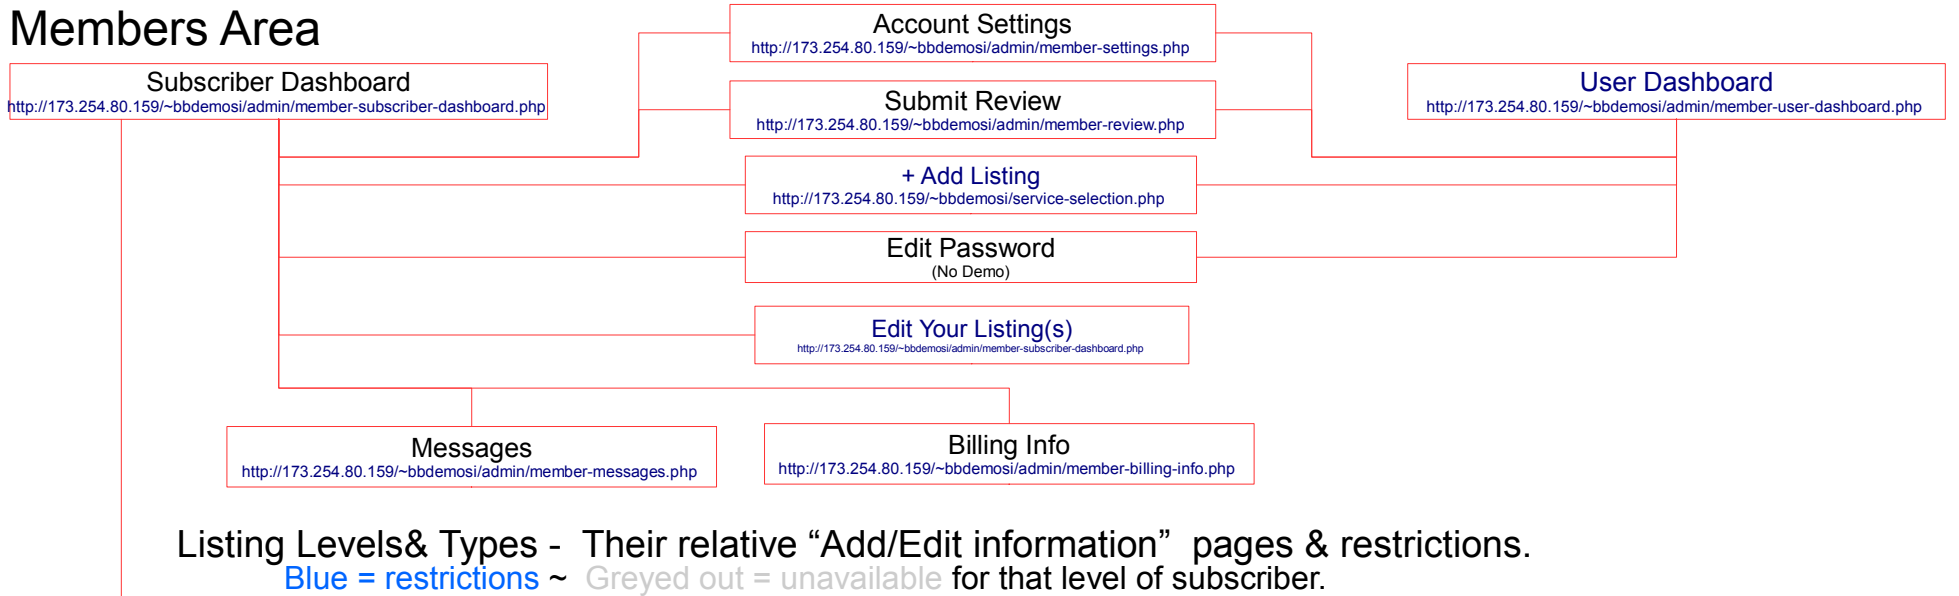 Members Area
Account Settings
http://173.254.80.159/~bbdemosi/admin/member-settings.php
Subscriber Dashboard
http://173.254.80.159/~bbdemosi/admin/member-subscriber-dashboard.php
Submit Review
http://173.254.80.159/~bbdemosi/admin/member-review.php
User Dashboard
http://173.254.80.159/~bbdemosi/admin/member-user-dashboard.php
+ Add Listing
http://173.254.80.159/~bbdemosi/service-selection.php
Edit Password
(No Demo)
Edit Your Listing(s)
http://173.254.80.159/~bbdemosi/admin/member-subscriber-dashboard.php
Messages
http://173.254.80.159/~bbdemosi/admin/member-messages.php
Billing Info
http://173.254.80.159/~bbdemosi/admin/member-billing-info.php
Listing Levels& Types - Their relative “Add/Edit information” pages & restrictions.
Blue = restrictions ~ Greyed out = unavailable for that level of subscriber.